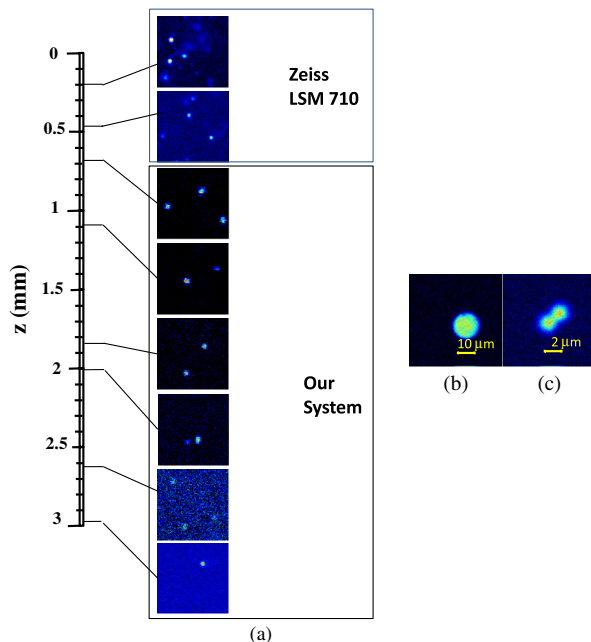 0
0.5
1
1.5
2
2.5
3
z (mm)
Zeiss
LSM 710
Our
System
10 μm
2 μm
(b)
(c)
(a)